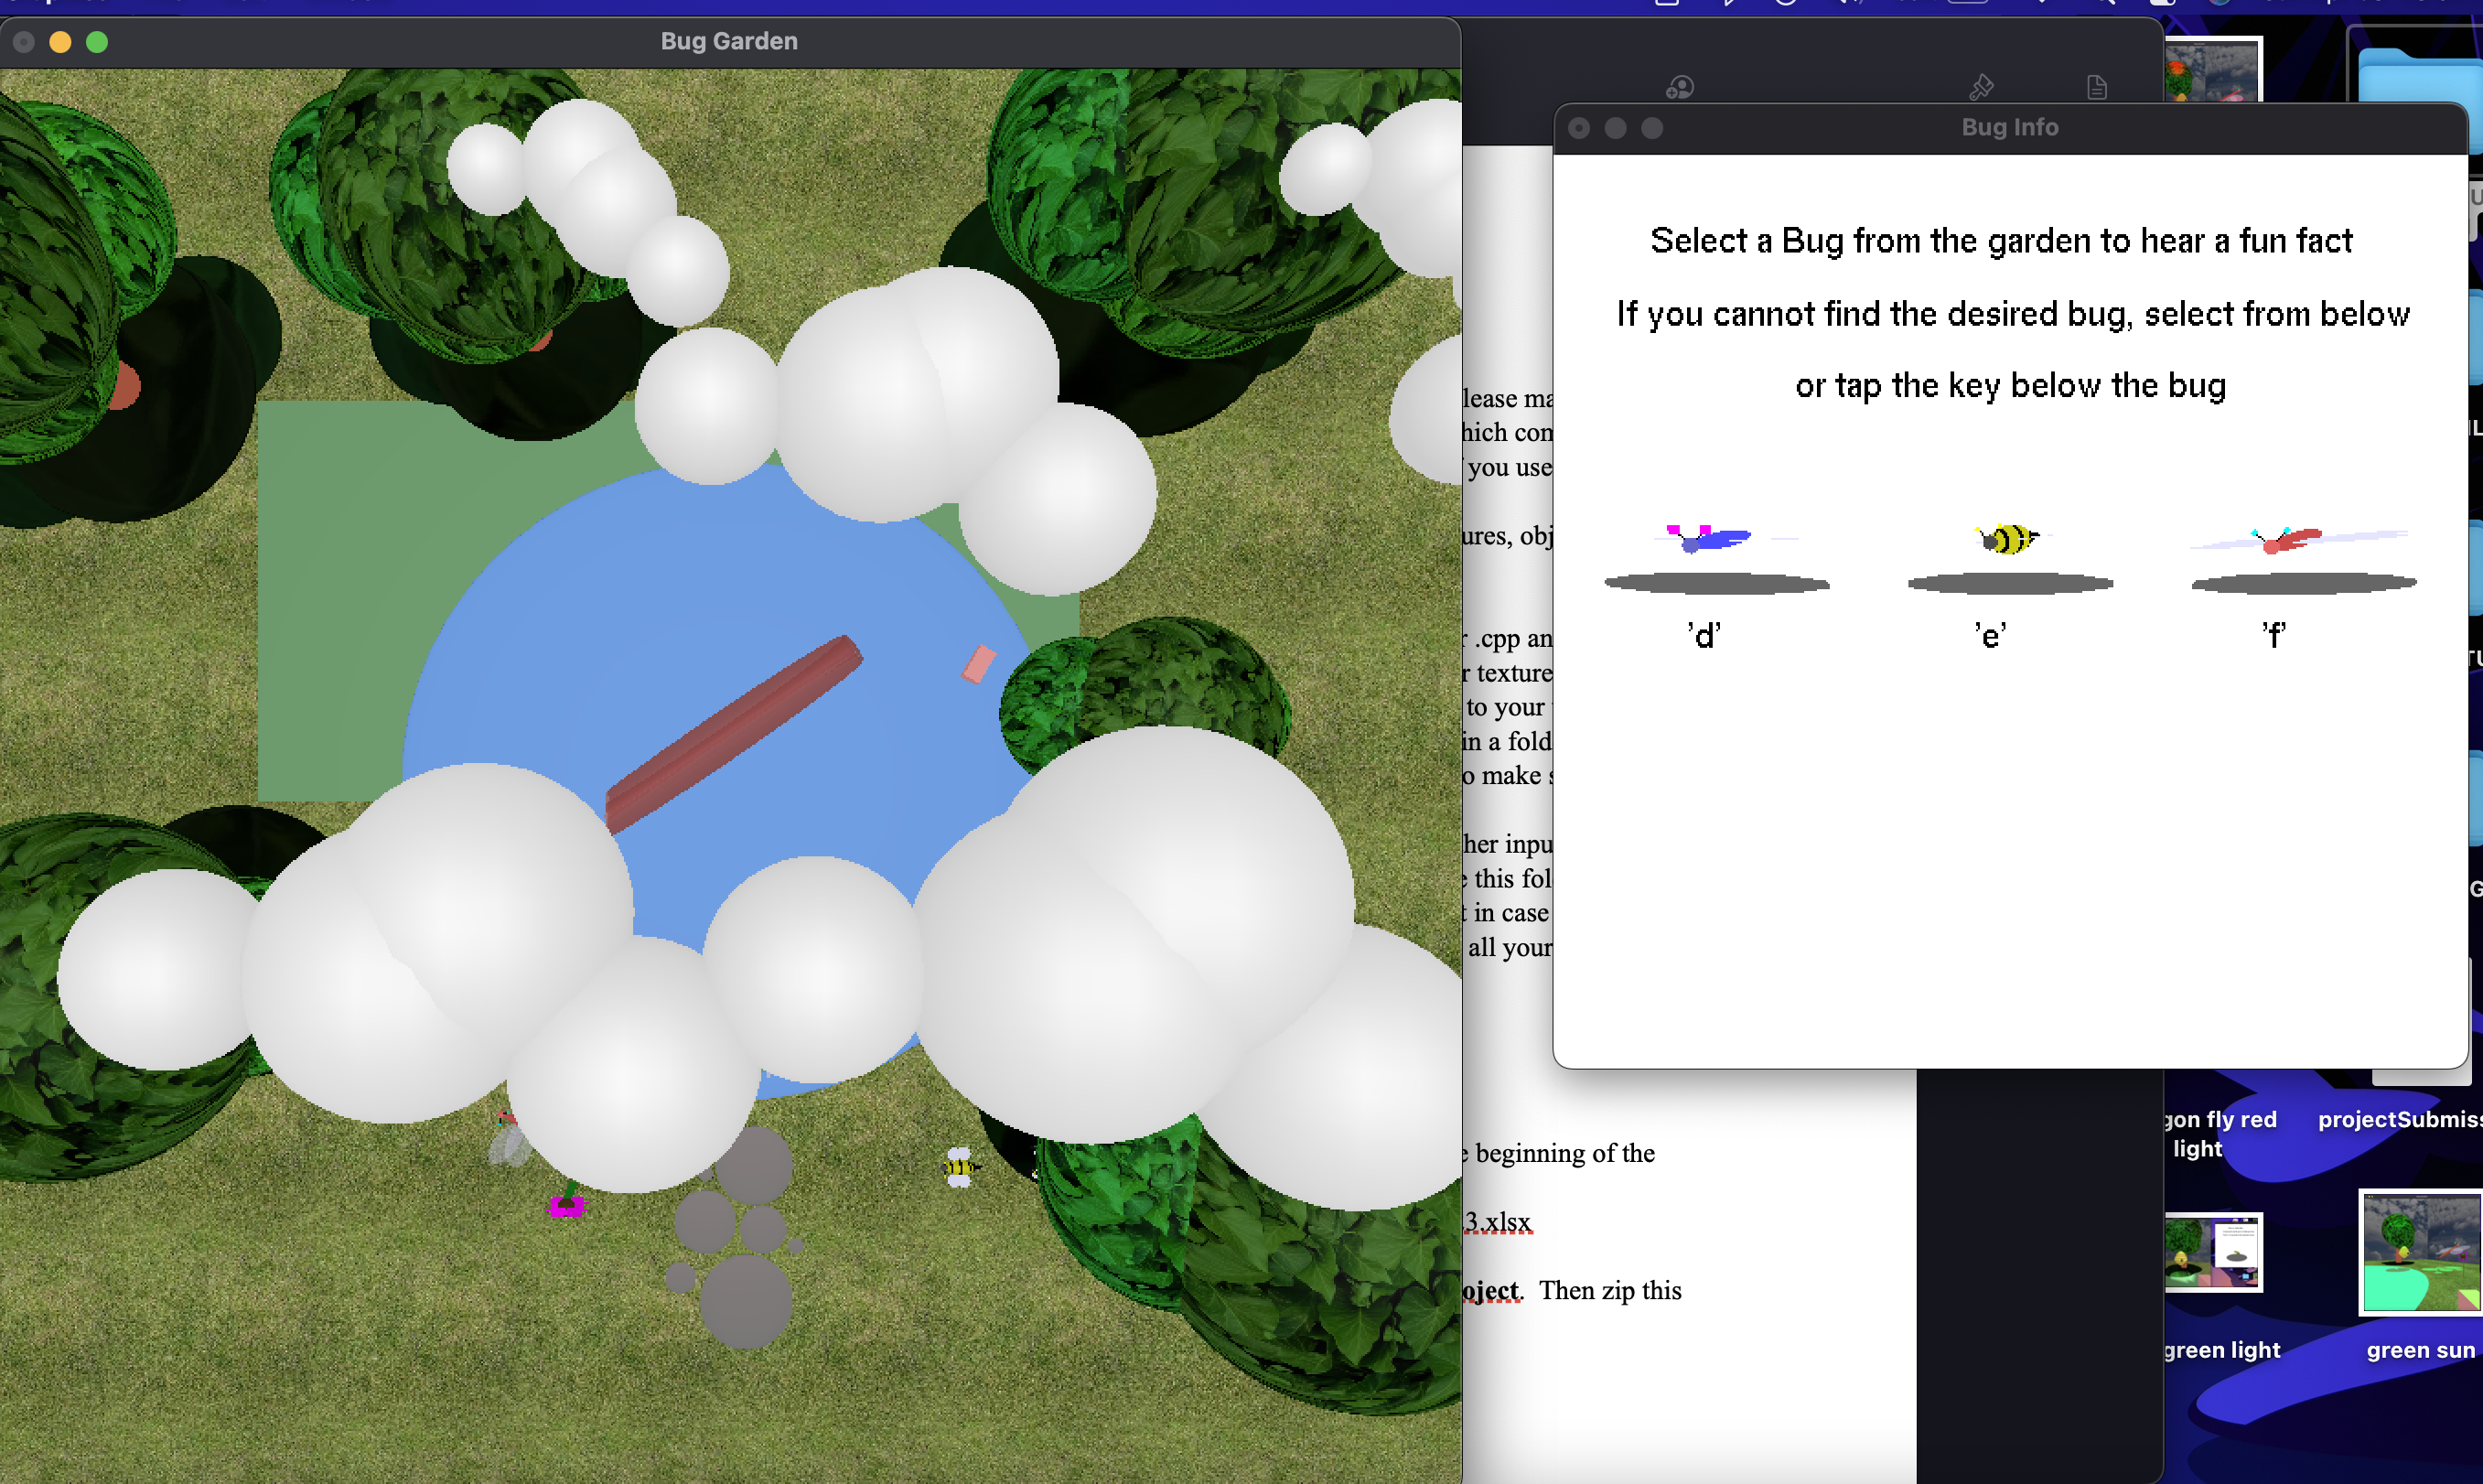 Bug Garden
Bug Info
Select a Bug from the garden to hear a fun fact
If you cannot find the desired bug, select from below
or tap the key below the bug
'd'
'e'
'f'
lease ma
hich con
you use
ures, obj
.cpp an
r texture
to your
in a fold
o make s
her inpu
e this fol
t in case
all your
e beginning of the
3.xlsx
oject. Then zip this
gon fly red
light
projectSubmiss
green light
green sun